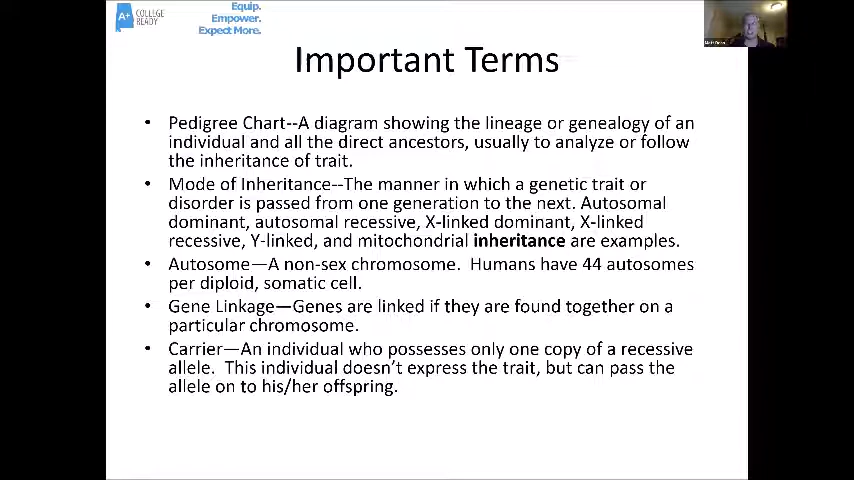 A+ COLLEGE
READY
Equip.
Empower.
Expect More.
Important Terms
• Pedigree Chart--A diagram showing the lineage or genealogy of an
individual and all the direct ancestors, usually to analyze or follow
the inheritance of trait.
• Mode of Inheritance--The manner in which a genetic trait or
disorder is passed from one generation to the next. Autosomal
dominant, autosomal recessive, X-linked dominant, X-linked
recessive, Y-linked, and mitochondrial inheritance are examples.
• Autosome—A non-sex chromosome.  Humans have 44 autosomes
per diploid, somatic cell.
• Gene Linkage—Genes are linked if they are found together on a
particular chromosome.
• Carrier—An individual who possesses only one copy of a recessive
allele.  This individual doesn't express the trait, but can pass the
allele on to his/her offspring.